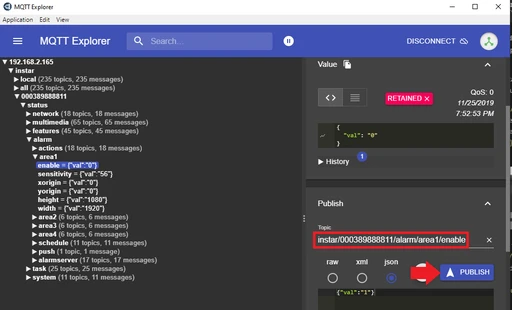 MQTT Explorer
Application Edit View
MQTT Explorer
Search...
DISCONNECT
▼ 192.168.2.165
▼ instar
▶ local (235 topics, 235 messages)
▶ all (235 topics, 235 messages)
▼ 000389888811
▼ status
▶ network (18 topics, 18 messages)
▶ multimedia (65 topics, 65 messages)
▶ features (45 topics, 45 messages)
▼ alarm
▶ actions (18 topics, 18 messages)
▼ area1
enable = {"val":"0"}
sensitivity = {"val":"56"}
xorigin = {"val":"0"}
yorigin = {"val":"0"}
height = {"val":"1080"}
width = {"val":"1920"}
▶ area2 (6 topics, 6 messages)
▶ area3 (6 topics, 6 messages)
▶ area4 (6 topics, 6 messages)
▶ schedule (11 topics, 11 messages)
▶ push (1 topic, 1 message)
▶ alarmserver (17 topics, 17 messages)
▶ task (25 topics, 25 messages)
▶ system (11 topics, 11 messages)
Value
RETAINED ×
QoS: 0
11/25/2019
7:52:53 PM
{
"val": "0"
}
▶ History 1
Publish
Topic
instar/000389888811/alarm/area1/enable
raw xml json
PUBLISH
{"val":"1"}